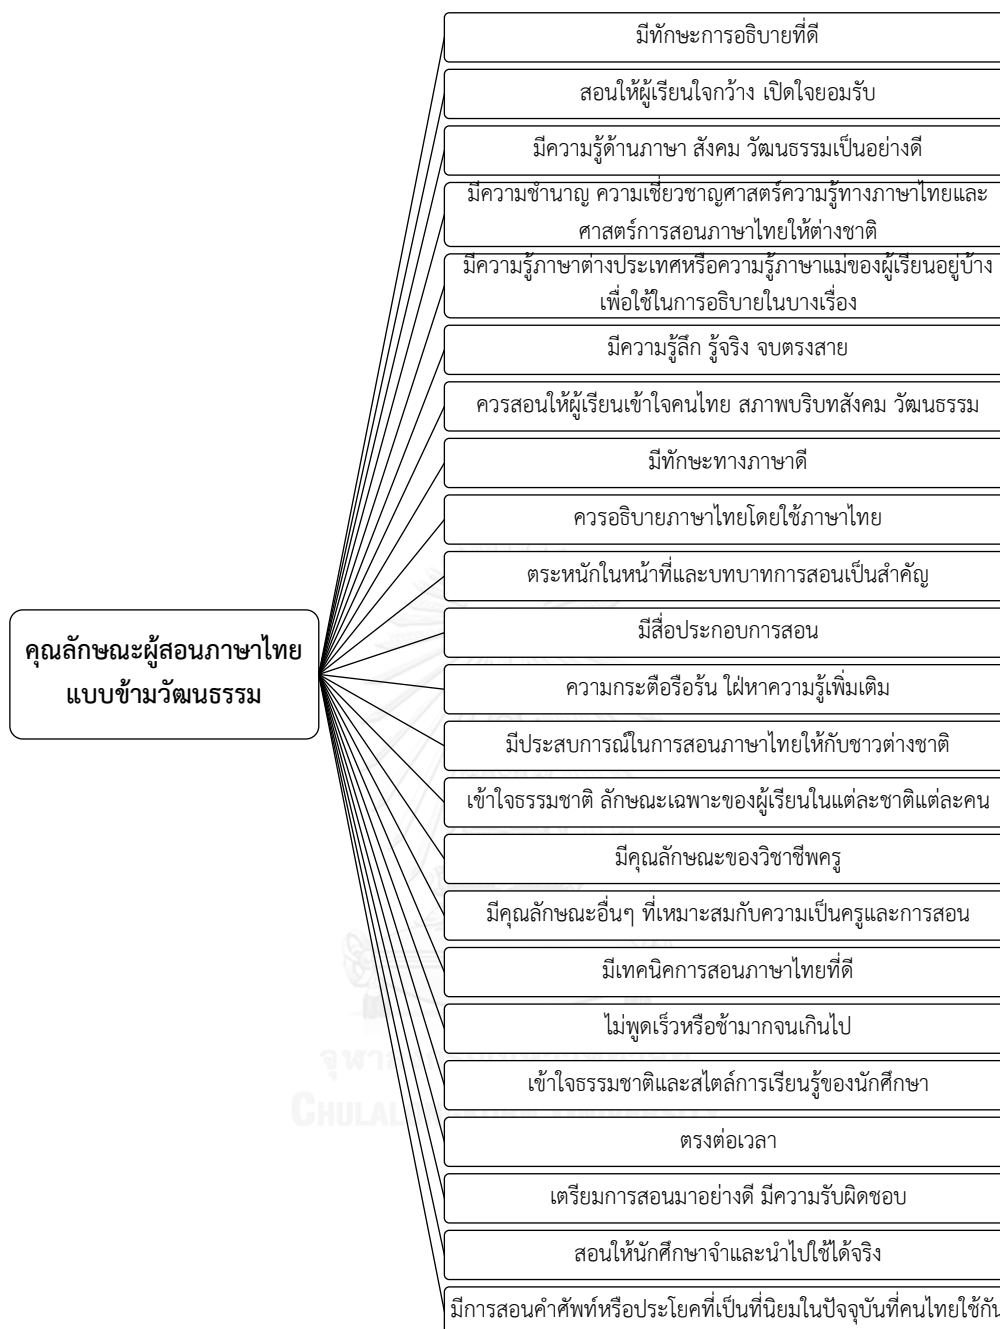 มีทักษะการอธิบายที่ดี
สอนให้ผู้เรียนใจกว้าง เปิดใจยอมรับ
มีความรู้ด้านภาษา สังคม วัฒนธรรมเป็นอย่างดี
มีความชำนาญ ความเชี่ยวชาญศาสตร์ความรู้ทางภาษาไทยและ
ศาสตร์การสอนภาษาไทยให้ต่างชาติ
มีความรู้ภาษาต่างประเทศหรือความรู้ภาษาแม่ของผู้เรียนอยู่บ้าง
เพื่อใช้ในการอธิบายในบางเรื่อง
มีความรู้ลึก รู้จริง จบตรงสาย
ควรสอนให้ผู้เรียนเข้าใจคนไทย สภาพบริบทสังคม วัฒนธรรม
มีทักษะทางภาษาดี
ควรอธิบายภาษาไทยโดยใช้ภาษาไทย
ตระหนักในหน้าที่และบทบาทการสอนเป็นสำคัญ
คุณลักษณะผู้สอนภาษาไทย
แบบข้ามวัฒนธรรม
มีสื่อประกอบการสอน
ความกระตือรือร้น ใฝ่หาความรู้เพิ่มเติม
มีประสบการณ์ในการสอนภาษาไทยให้กับชาวต่างชาติ
เข้าใจธรรมชาติ ลักษณะเฉพาะของผู้เรียนในแต่ละชาติแต่ละคน
มีคุณลักษณะของวิชาชีพครู
มีคุณลักษณะอื่นๆ ที่เหมาะสมกับความเป็นครูและการสอน
มีเทคนิคการสอนภาษาไทยที่ดี
ไม่พูดเร็วหรือช้ามากจนเกินไป
เข้าใจธรรมชาติและสไตล์การเรียนรู้ของนักศึกษา
ตรงต่อเวลา
เตรียมการสอนมาอย่างดี มีความรับผิดชอบ
สอนให้นักศึกษาจำและนำไปใช้ได้จริง
มีการสอนคำศัพท์หรือประโยคที่เป็นที่นิยมในปัจจุบันที่คนไทยใช้กัน